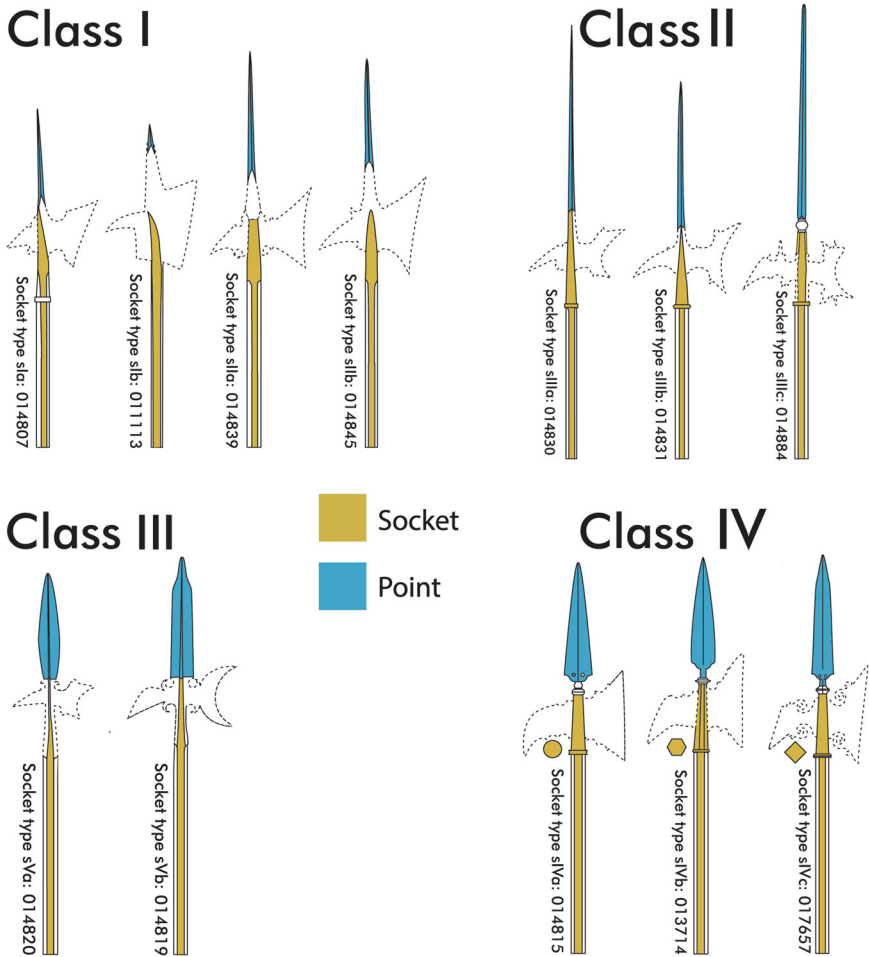 Class I
Socket type sIa: 014807
Socket type sIb: 011113
Socket type sIIa: 014839
Socket type sIIb: 014845
Class II
Socket type sIIIa: 014830
Socket type sIIIb: 014831
Socket type sIIIc: 014884
Class III
Socket type sVa: 014820
Socket type sVb: 014819
Socket
Point
Class IV
Socket type sIVa: 014815
Socket type sIVb: 013714
Socket type sIVc: 017657